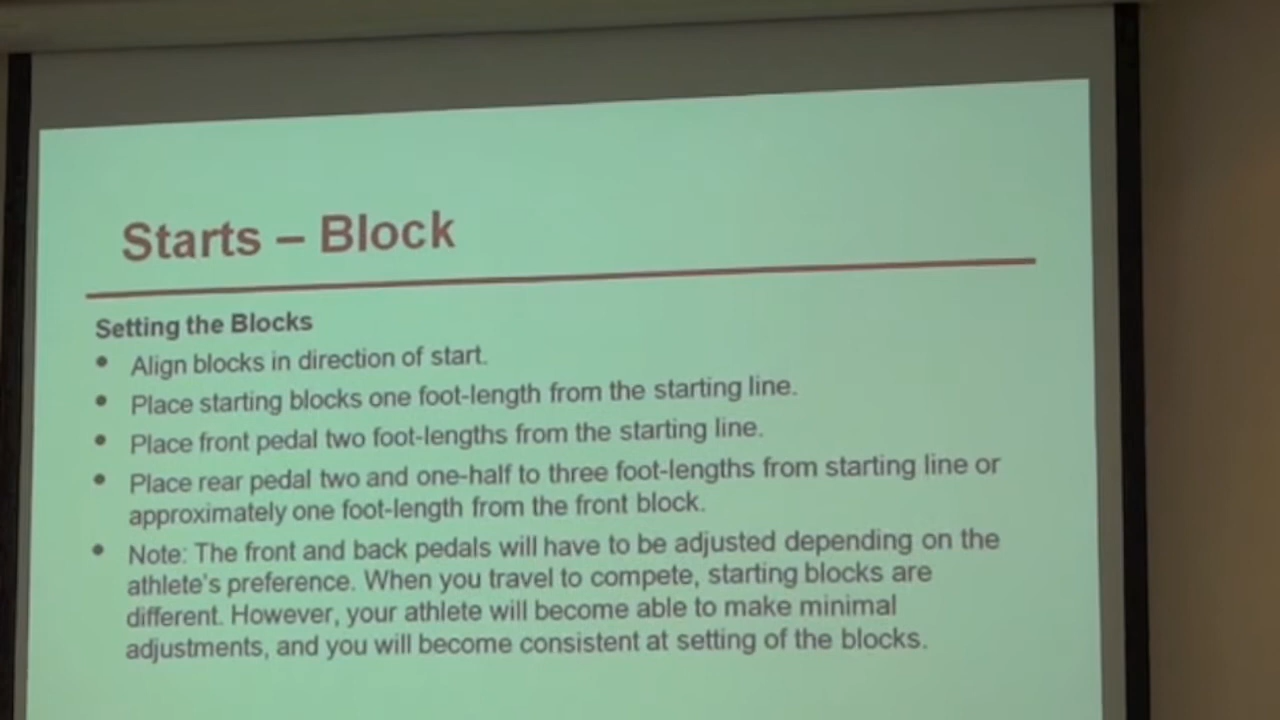 Starts – Block
Setting the Blocks
• Align blocks in direction of start.
• Place starting blocks one foot-length from the starting line.
• Place front pedal two foot-lengths from the starting line.
• Place rear pedal two and one-half to three foot-lengths from starting line or
approximately one foot-length from the front block.
• Note: The front and back pedals will have to be adjusted depending on the
athlete's preference. When you travel to compete, starting blocks are
different. However, your athlete will become able to make minimal
adjustments, and you will become consistent at setting of the blocks.